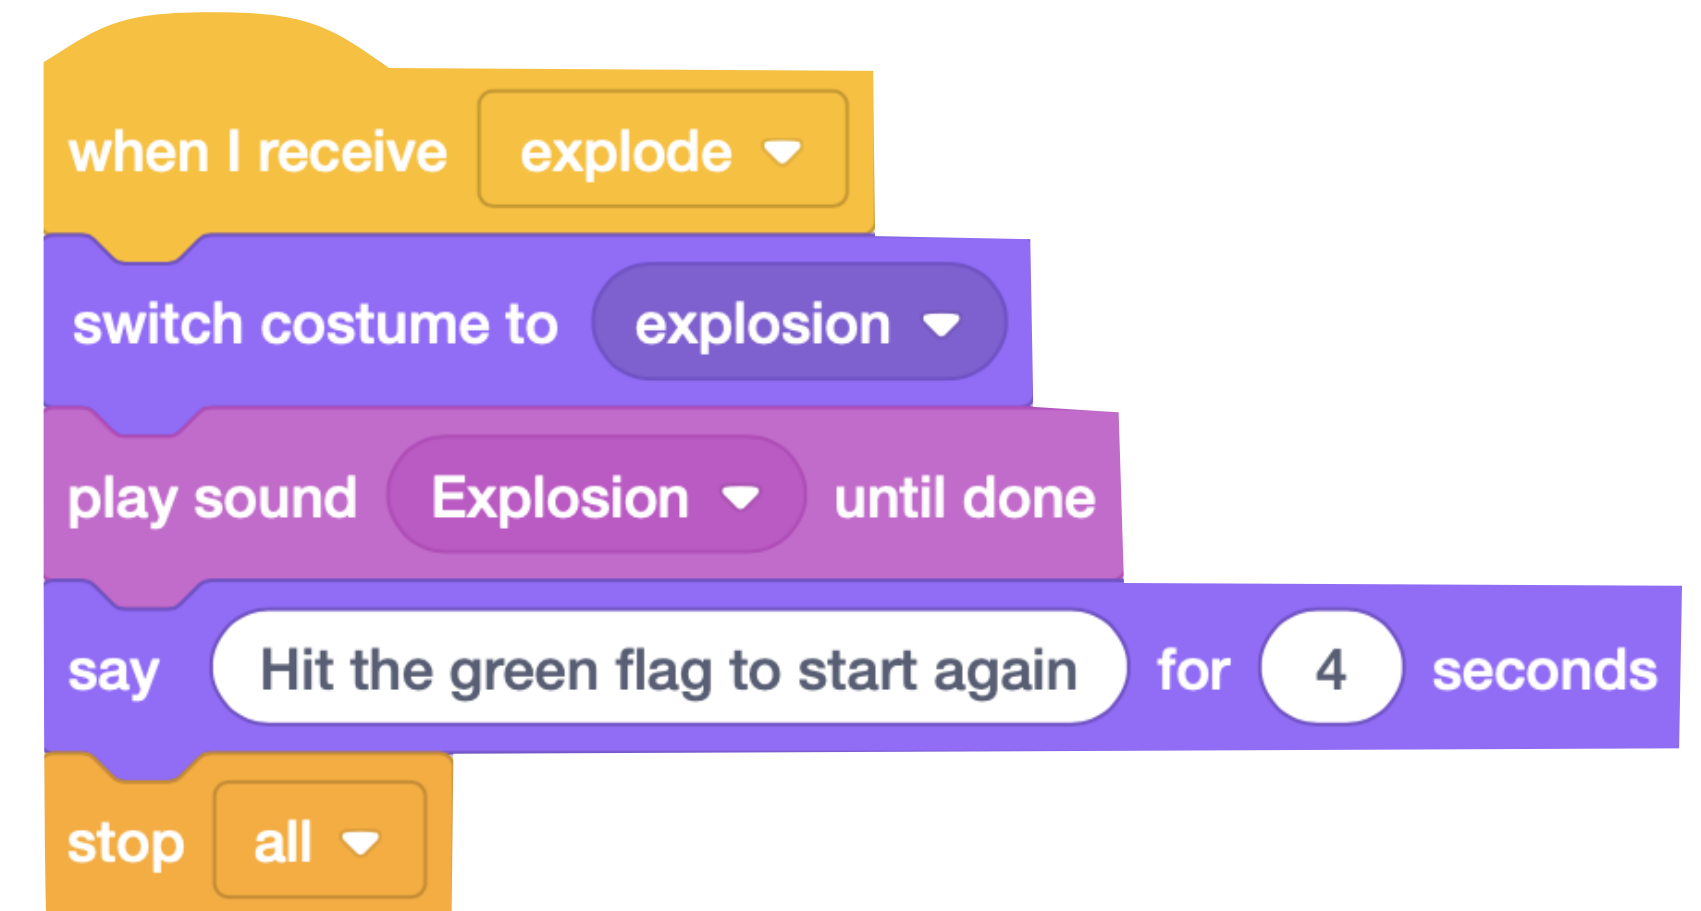 when I receive explode
switch costume to explosion
play sound Explosion until done
say Hit the green flag to start again for 4 seconds
stop all